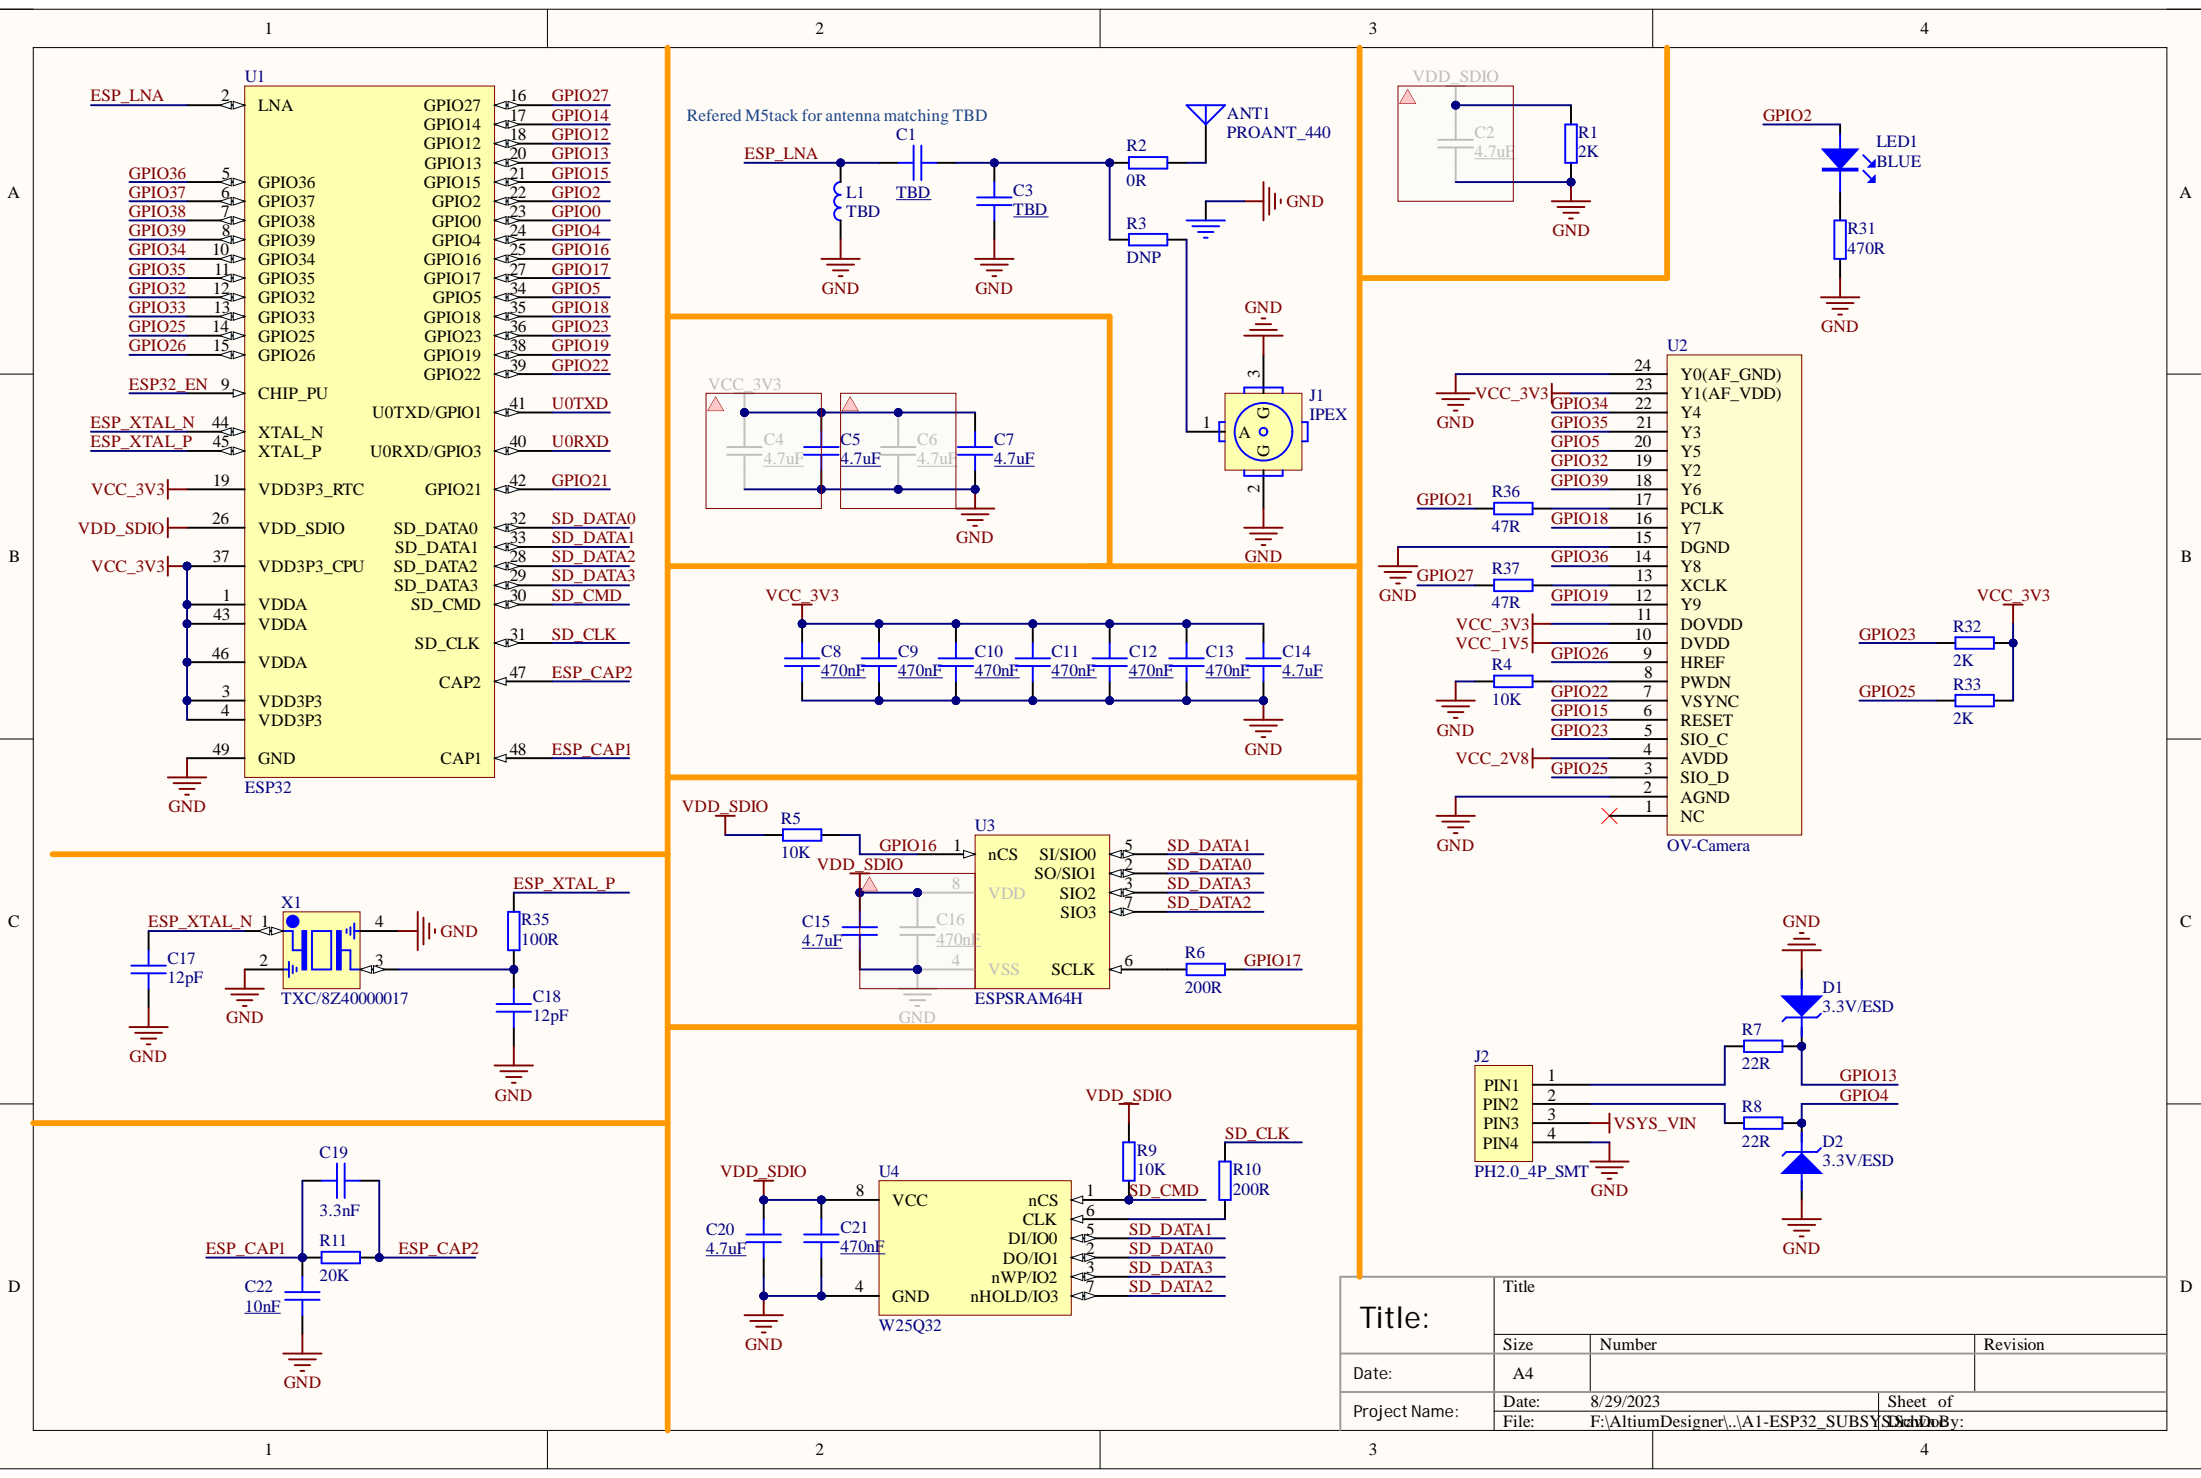 1
2
3
4
A
B
C
D
U1
ESP_LNA 2 LNA
GPIO36 5 GPIO36
GPIO37 6 GPIO37
GPIO38 7 GPIO38
GPIO39 8 GPIO39
GPIO34 10 GPIO34
GPIO35 11 GPIO35
GPIO32 12 GPIO32
GPIO33 13 GPIO33
GPIO25 14 GPIO25
GPIO26 15 GPIO26
ESP32_EN 9 CHIP_PU
ESP_XTAL_N 44 XTAL_N
ESP_XTAL_P 45 XTAL_P
VCC_3V3 19 VDD3P3_RTC
VDD_SDIO 26 VDD_SDIO
VCC_3V3 37 VDD3P3_CPU
1 VDDA
43 VDDA
46 VDDA
3 VDD3P3
4 VDD3P3
49 GND
GND
ESP32
GPIO27 16 GPIO27
GPIO14 17 GPIO14
GPIO12 18 GPIO12
GPIO13 20 GPIO13
GPIO15 21 GPIO15
GPIO2 22 GPIO2
GPIO0 23 GPIO0
GPIO4 24 GPIO4
GPIO16 25 GPIO16
GPIO17 27 GPIO17
GPIO5 34 GPIO5
GPIO18 35 GPIO18
GPIO23 36 GPIO23
GPIO19 38 GPIO19
GPIO22 39 GPIO22
U0TXD/GPIO1 41 U0TXD
U0RXD/GPIO3 40 U0RXD
GPIO21 42 GPIO21
SD_DATA0 32 SD_DATA0
SD_DATA1 33 SD_DATA1
SD_DATA2 28 SD_DATA2
SD_DATA3 29 SD_DATA3
SD_CMD 30 SD_CMD
SD_CLK 31 SD_CLK
CAP2 47 ESP_CAP2
CAP1 48 ESP_CAP1
ESP_XTAL_P
X1
ESP_XTAL_N 1
4 GND
R35
100R
C17
12pF
2
3
GND
TXC/8Z40000017
C18
12pF
GND
GND
C19
3.3nF
ESP_CAP1
R11
20K
ESP_CAP2
C22
10nF
GND
Refered M5stack for antenna matching TBD
ESP_LNA
C1
TBD
L1
TBD
C3
TBD
GND
GND
R2
0R
R3
DNP
ANT1
PROANT_440
GND
GND
3
J1
IPEX
1
A
G
G
2
GND
VCC_3V3
C4
4.7uF
C5
4.7uF
C6
4.7uF
C7
4.7uF
GND
VCC_3V3
C8
470nF
C9
470nF
C10
470nF
C11
470nF
C12
470nF
C13
470nF
C14
4.7uF
GND
VDD_SDIO
R5
10K
U3
GPIO16 1 nCS
VDD_SDIO
8 VDD
C15
4.7uF
C16
470nF
4 VSS
GND
SI/SIO0 5 SD_DATA1
SO/SIO1 2 SD_DATA0
SIO2 3 SD_DATA3
SIO3 7 SD_DATA2
SCLK 6
R6
200R
GPIO17
ESPSRAM64H
VDD_SDIO
R9
10K
SD_CLK
R10
200R
VDD_SDIO
U4
8 VCC
C20
4.7uF
C21
470nF
4 GND
GND
nCS 1 SD_CMD
CLK 6
DI/IO0 5 SD_DATA1
DO/IO1 2 SD_DATA0
nWP/IO2 3 SD_DATA3
nHOLD/IO3 7 SD_DATA2
W25Q32
VDD_SDIO
C2
4.7uF
R1
2K
GND
GPIO2
LED1
BLUE
R31
470R
GND
U2
24 Y0(AF_GND)
GND
VCC_3V3 23 Y1(AF_VDD)
GPIO34 22 Y4
GPIO35 21 Y3
GPIO5 20 Y5
GPIO32 19 Y2
GPIO39 18 Y6
GPIO21
R36
47R
17 PCLK
GPIO18 16 Y7
15 DGND
GND
GPIO36 14 Y8
GPIO27
R37
47R
13 XCLK
GPIO19 12 Y9
VCC_3V3 11 DOVDD
VCC_1V5 10 DVDD
GPIO26 9 HREF
R4
10K
GND
8 PWDN
GPIO22 7 VSYNC
GPIO15 6 RESET
GPIO23 5 SIO_C
VCC_2V8 4 AVDD
GPIO25 3 SIO_D
2 AGND
1 NC
GND
OV-Camera
VCC_3V3
GPIO23
R32
2K
GPIO25
R33
2K
GND
D1
3.3V/ESD
R7
22R
GPIO13
GPIO4
R8
22R
D2
3.3V/ESD
GND
J2
PIN1 1
PIN2 2
PIN3 3 VSYS_VIN
PIN4 4
PH2.0_4P_SMT
GND
Title:
Title
Size
Number
Revision
Date:
A4
Project Name:
Date: 8/29/2023 Sheet of
File: F:\AltiumDesigner\..\A1-ESP32_SUBSYS.SchDoc
Drawn By:
1
2
3
4
A
B
C
D